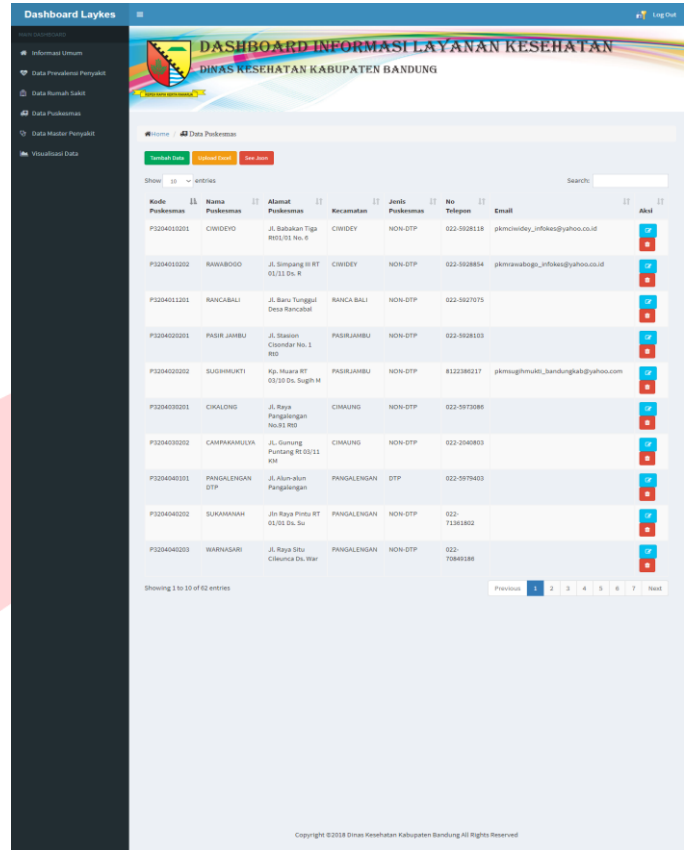 Dashboard Laykes
Log Out
MAIN DASHBOARD
Informasi Umum
Data Prevalensi Penyakit
Data Rumah Sakit
Data Puskesmas
Data Master Penyakit
Visualisasi Data
DASHBOARD INFORMASI LAYANAN KESEHATAN
DINAS KESEHATAN KABUPATEN BANDUNG
Home / Data Puskesmas
Tambah Data Upload Excel See Json
Show 10 entries Search:
Kode Puskesmas Nama Puskesmas Alamat Puskesmas Kecamatan Jenis Puskesmas No Telepon Email Aksi
P3204010201 CIWIDEYO Jl. Babakan Tiga CIWIDEY NON-DTP 022-5928118 pkmciwidey_infokes@yahoo.co.id
Rt01/01 No. 6
P3204010202 RAWABOGO Jl. Simpang III RT CIWIDEY NON-DTP 022-5928854 pkmrawabogo_infokes@yahoo.co.id
01/11 Ds. R
P3204011201 RANCABALI Jl. Baru Tunggul RANCA BALI NON-DTP 022-5927075
Desa Rancabal
P3204020201 PASIR JAMBU Jl. Stasion PASIRJAMBU NON-DTP 022-5928103
Cisondar No. 1
Rt0
P3204020202 SUGIHMUKTI Kp. Muara RT PASIRJAMBU NON-DTP 8122386217 pkmsugihmukti_bandungkab@yahoo.com
03/10 Ds. Sugih M
P3204030201 CIKALONG Jl. Raya CIMAUNG NON-DTP 022-5973086
Pangalengan
No.91 Rt0
P3204030202 CAMPAKAMULYA JL. Gunung CIMAUNG NON-DTP 022-2040803
Puntang Rt 03/11
KM
P3204040101 PANGALENGAN Jl. Alun-alun PANGALENGAN DTP 022-5979403
DTP Pangalengan
P3204040202 SUKAMANAH Jln Raya Pintu RT PANGALENGAN NON-DTP 022-
01/01 Ds. Su 71361802
P3204040203 WARNASARI Jl. Raya Situ PANGALENGAN NON-DTP 022-
Cileunca Ds. War 70849186
Showing 1 to 10 of 62 entries Previous 1 2 3 4 5 6 7 Next
Copyright ©2018 Dinas Kesehatan Kabupaten Bandung All Rights Reserved